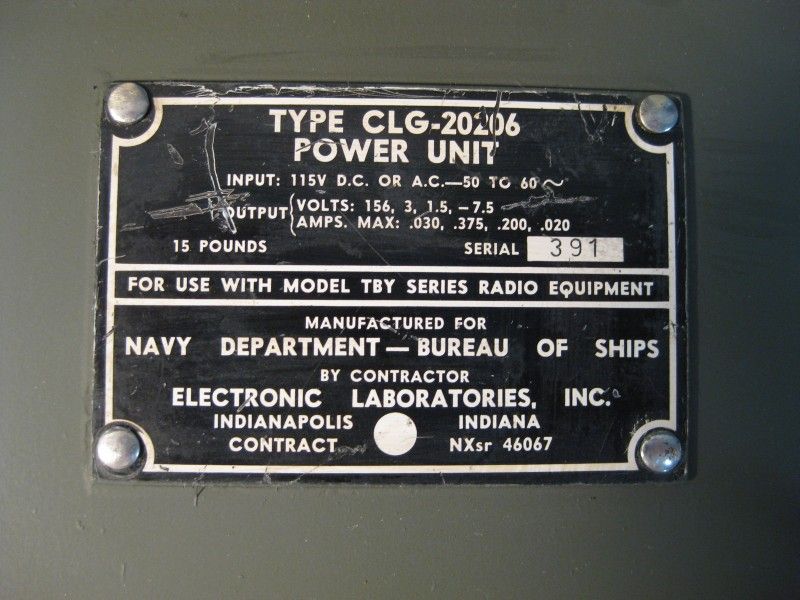 TYPE CLG-20206
POWER UNIT
INPUT: 115V D.C. OR A.C.—50 TO 60 ~
OUTPUT { VOLTS: 156, 3, 1.5, -7.5
AMPS. MAX: .030, .375, .200, .020
15 POUNDS SERIAL 391
FOR USE WITH MODEL TBY SERIES RADIO EQUIPMENT
MANUFACTURED FOR
NAVY DEPARTMENT — BUREAU OF SHIPS
BY CONTRACTOR
ELECTRONIC LABORATORIES, INC.
INDIANAPOLIS INDIANA
CONTRACT NXsr 46067